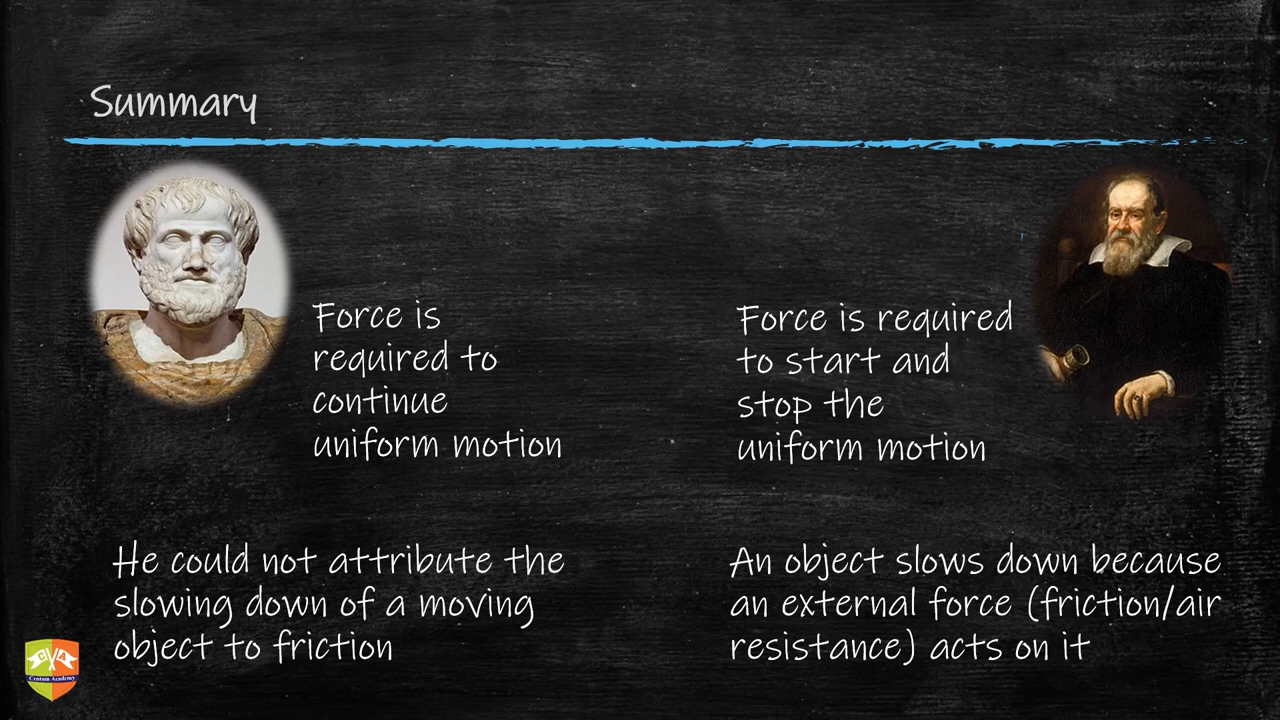 Summary
Force is
required to
continue
uniform motion
Force is required
to start and
stop the
uniform motion
He could not attribute the
slowing down of a moving
object to friction
An object slows down because
an external force (friction/air
resistance) acts on it
C A
Centum Academy